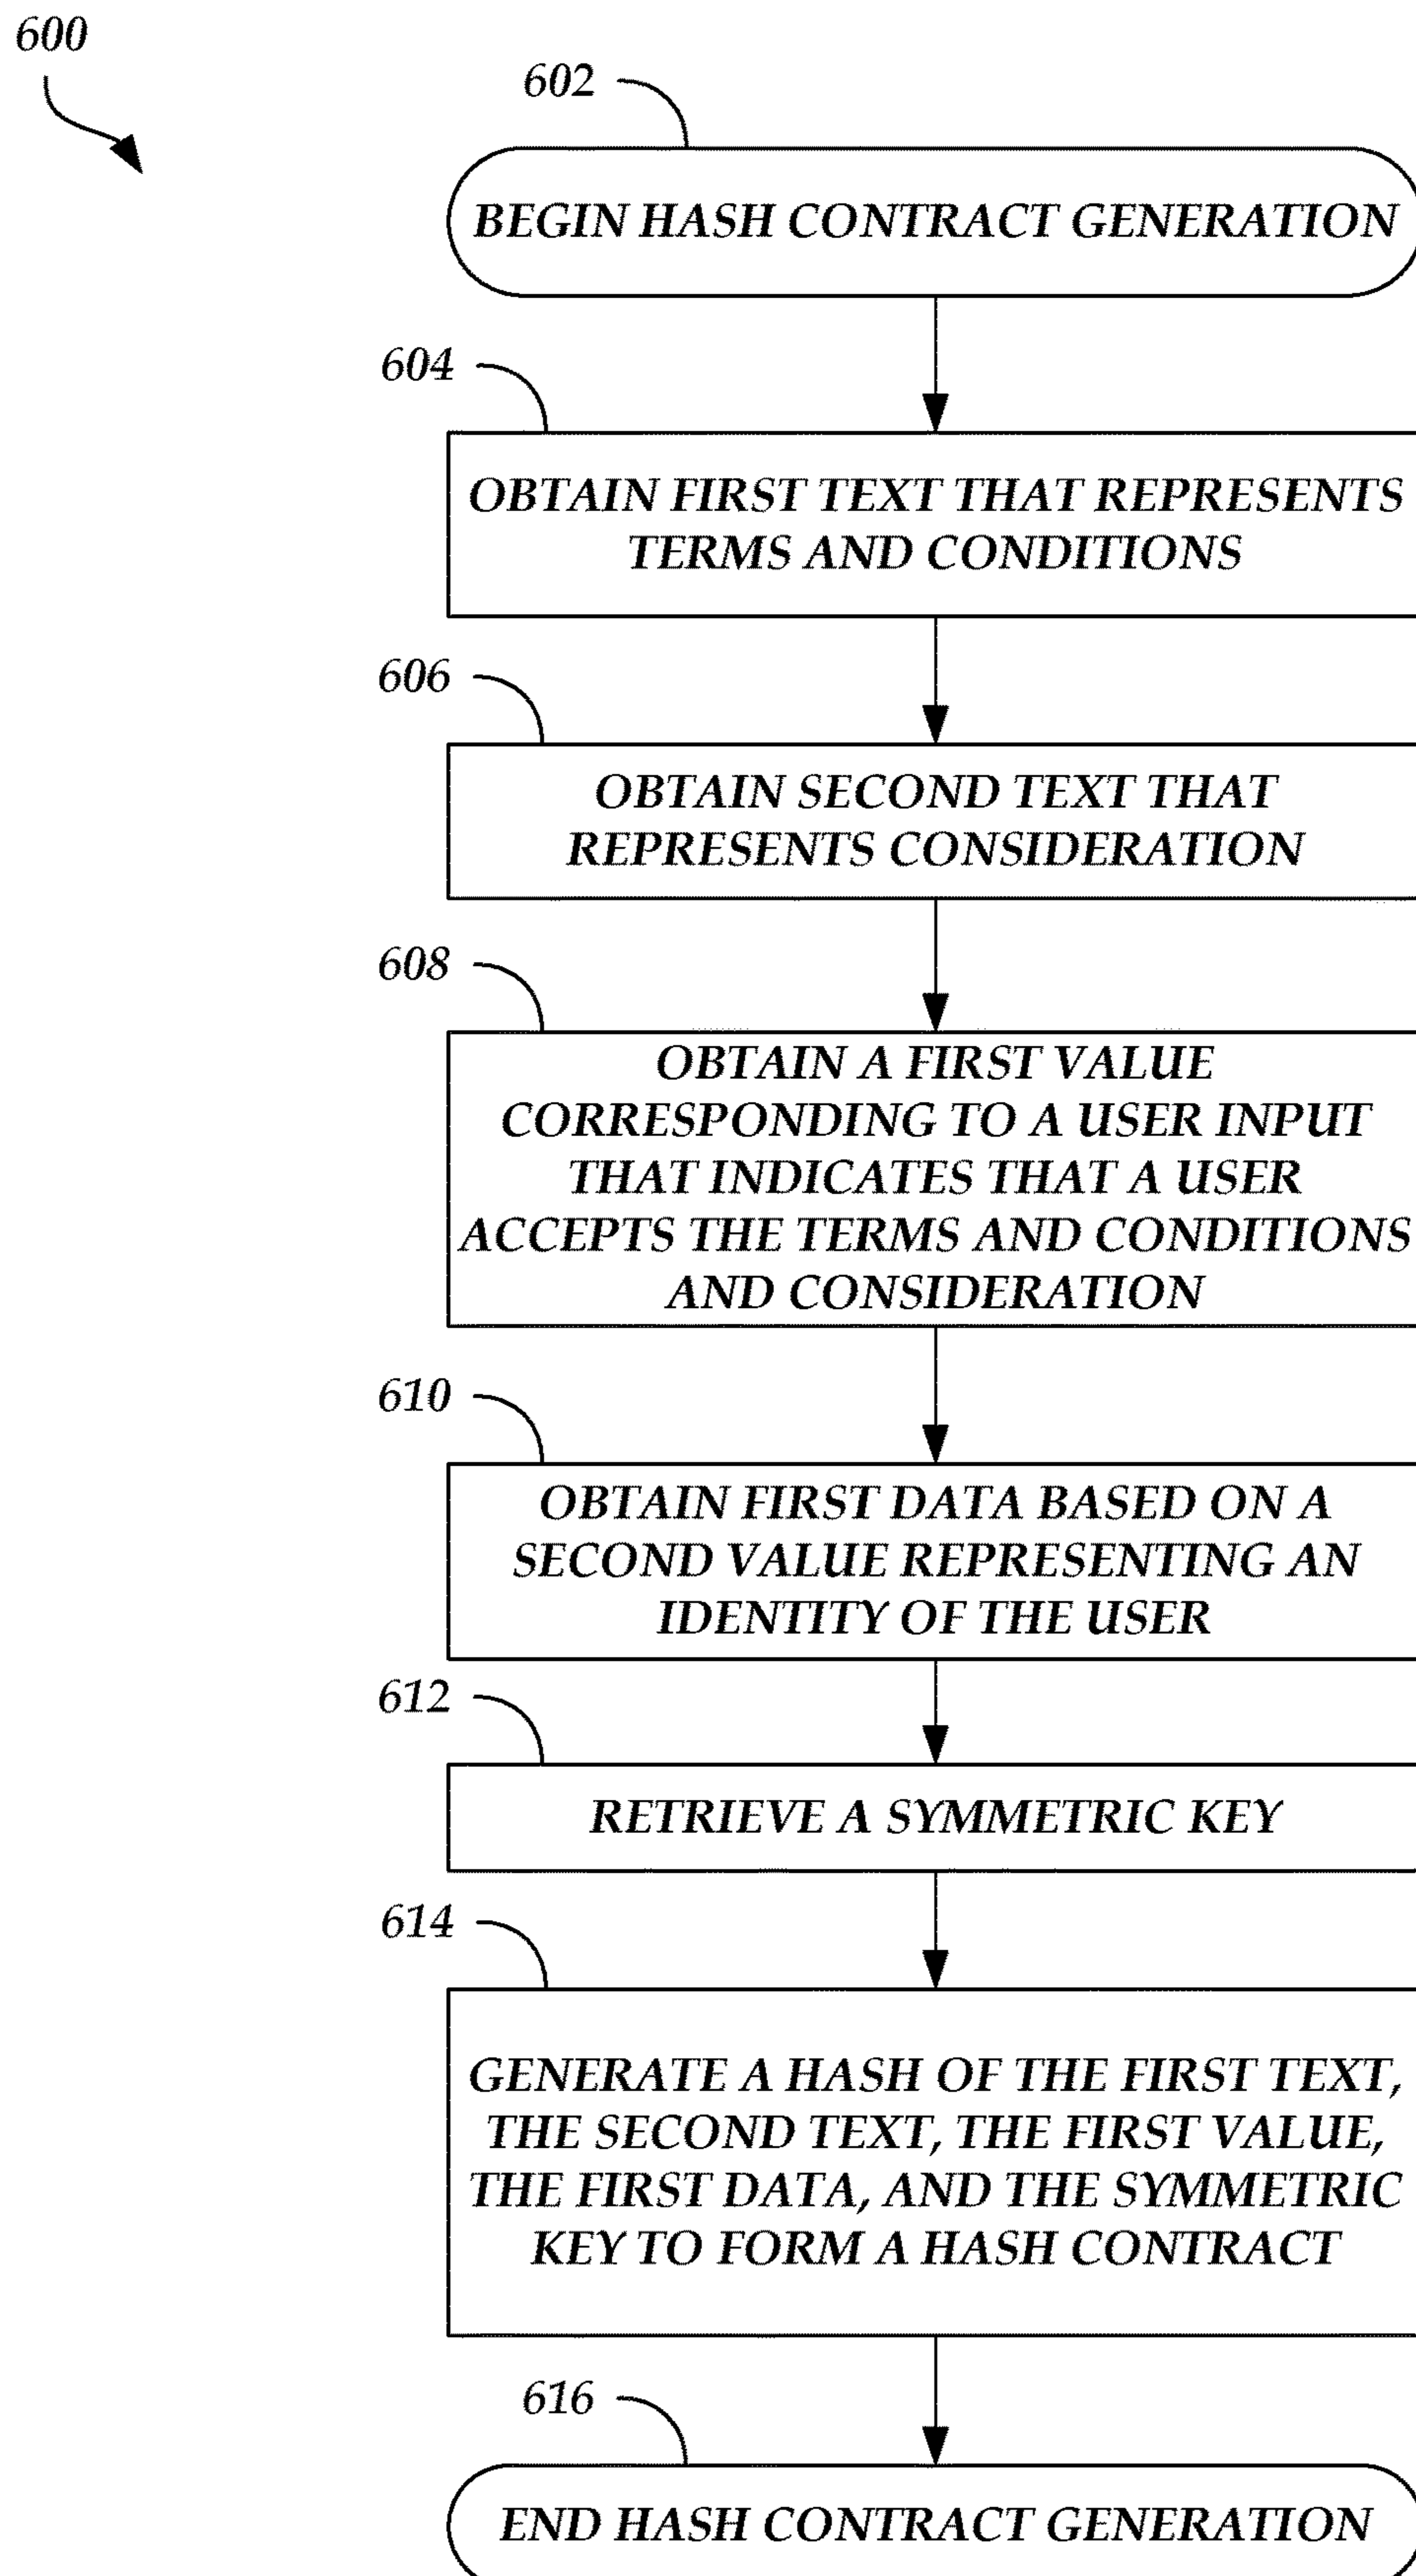 600
602
BEGIN HASH CONTRACT GENERATION
604
OBTAIN FIRST TEXT THAT REPRESENTS
TERMS AND CONDITIONS
606
OBTAIN SECOND TEXT THAT
REPRESENTS CONSIDERATION
608
OBTAIN A FIRST VALUE
CORRESPONDING TO A USER INPUT
THAT INDICATES THAT A USER
ACCEPTS THE TERMS AND CONDITIONS
AND CONSIDERATION
610
OBTAIN FIRST DATA BASED ON A
SECOND VALUE REPRESENTING AN
IDENTITY OF THE USER
612
RETRIEVE A SYMMETRIC KEY
614
GENERATE A HASH OF THE FIRST TEXT,
THE SECOND TEXT, THE FIRST VALUE,
THE FIRST DATA, AND THE SYMMETRIC
KEY TO FORM A HASH CONTRACT
616
END HASH CONTRACT GENERATION